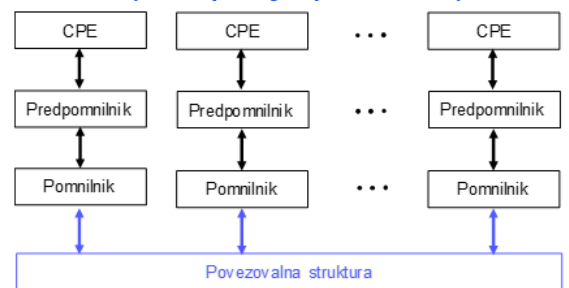 CPE CPE ... CPE
Predpomnilnik Predpomnilnik ... Predpomnilnik
Pomnilnik Pomnilnik ... Pomnilnik
Povezovalna struktura